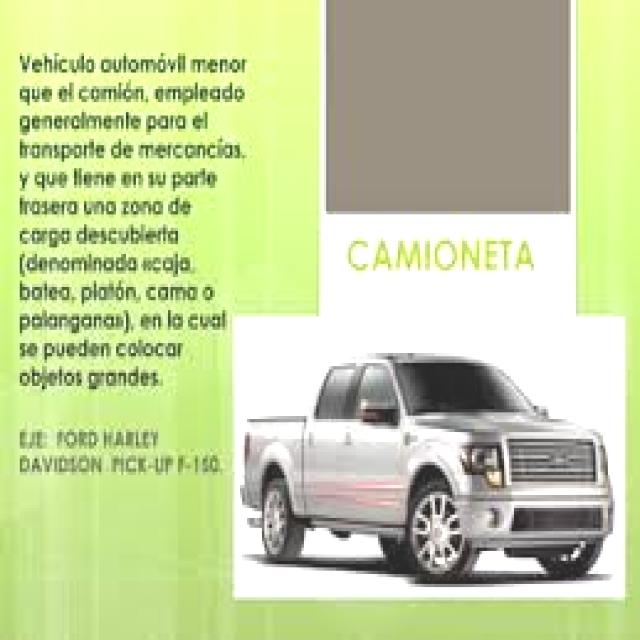 Vehículo automóvil menor
que el camión, empleado
generalmente para el
transporte de mercancías,
y que tiene en su parte
trasera una zona de
carga descubierta
(denominada «caja,
batea, platón, cama o
palangana»), en la cual
se pueden colocar
objetos grandes.
EJE: FORD HARLEY
DAVIDSON PICK-UP F-150.
CAMIONETA